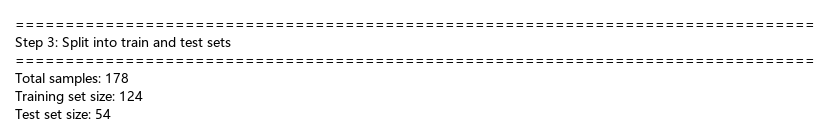 ================================================================================
Step 3: Split into train and test sets
================================================================================
Total samples: 178
Training set size: 124
Test set size: 54